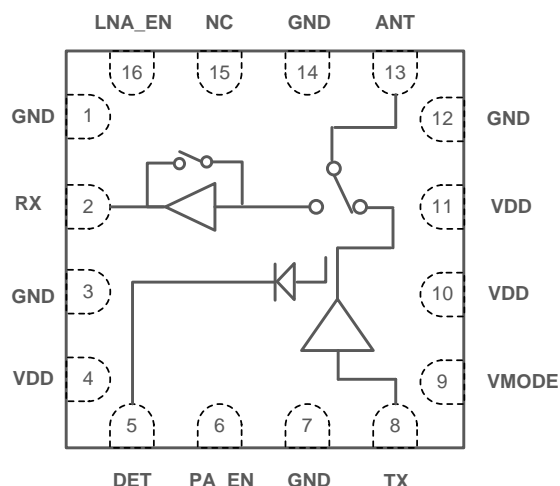 LNA_EN NC GND ANT
16 15 14 13
GND 1 12 GND
RX 2 11 VDD
GND 3 10 VDD
VDD 4 9 VMODE
5 6 7 8
DET PA_EN GND TX